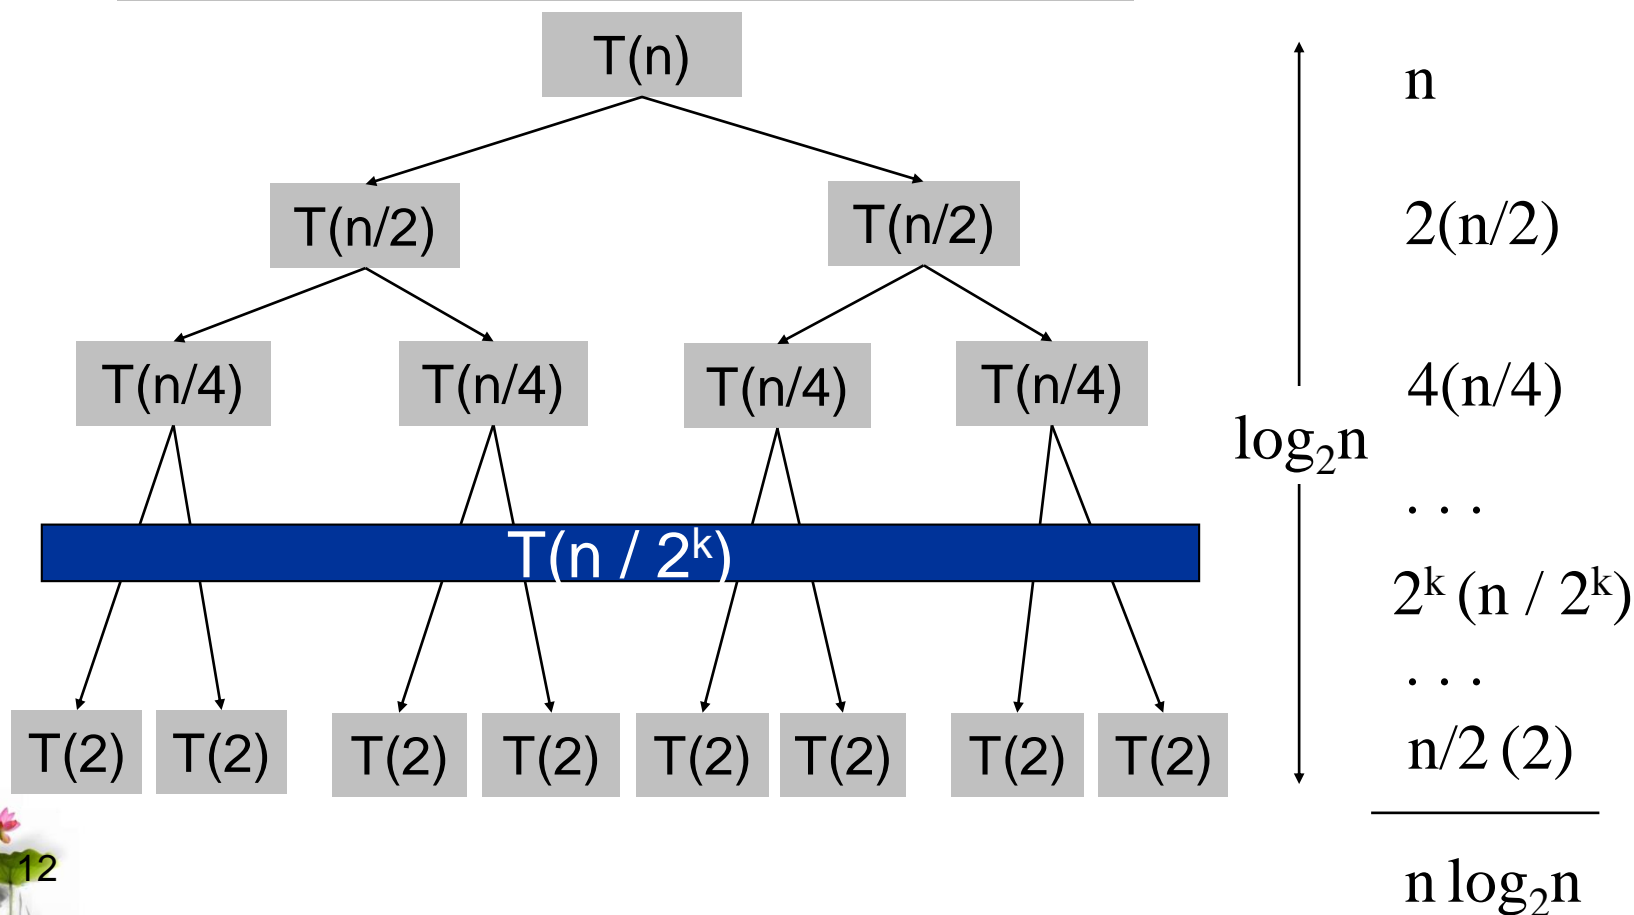 T(n)
n
T(n/2) T(n/2)
2(n/2)
T(n/4) T(n/4) T(n/4) T(n/4)
4(n/4)
log₂n
. . .
T(n / 2ᵏ)
2ᵏ (n / 2ᵏ)
. . .
T(2) T(2) T(2) T(2) T(2) T(2) T(2) T(2)
n/2 (2)
12
n log₂n